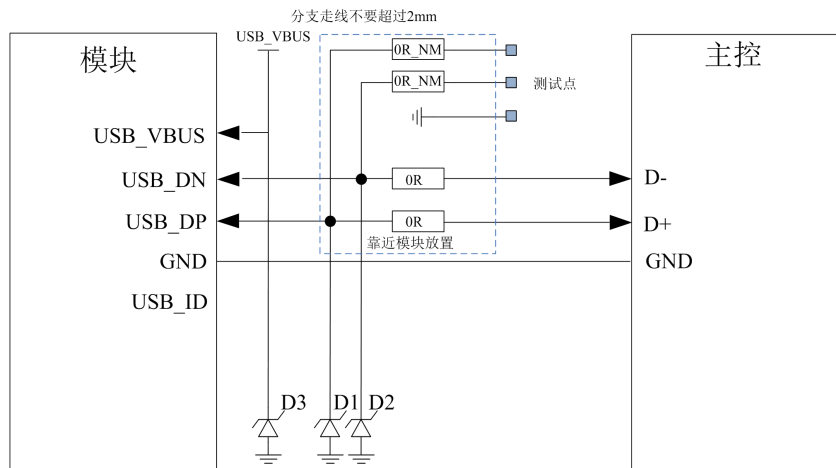 分支走线不要超过2mm
USB_VBUS
模块
主控
0R_NM
0R_NM
测试点
USB_VBUS
USB_DN
0R
D-
USB_DP
0R
D+
靠近模块放置
GND
GND
USB_ID
D3
D1
D2